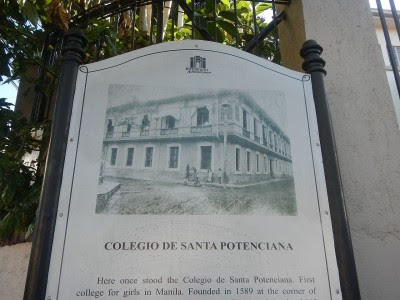 COLEGIO DE SANTA POTENCIANA
Here once stood the Colegio de Santa Potenciana. First
college for girls in Manila. Founded in 1589 at the corner of